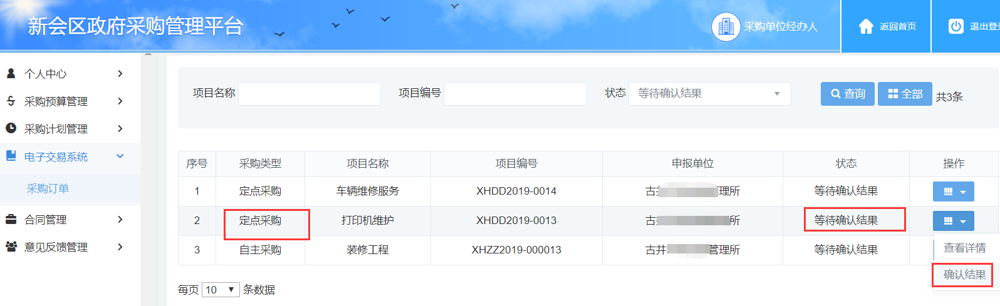 新会区政府采购管理平台
采购单位经办人
返回首页
退出登
个人中心
采购预算管理
采购计划管理
电子交易系统
采购订单
合同管理
意见反馈管理
项目名称 项目编号 状态 等待确认结果 查询 全部 共3条
序号 采购类型 项目名称 项目编号 申报单位 状态 操作
1 定点采购 车辆维修服务 XHDD2019-0014 古 管理所 等待确认结果
2 定点采购 打印机维护 XHDD2019-0013 古 所 等待确认结果
3 自主采购 装修工程 XHZZ2019-000013 古井 管理所 等待确认结果
查看详情
确认结果
每页 10 条数据